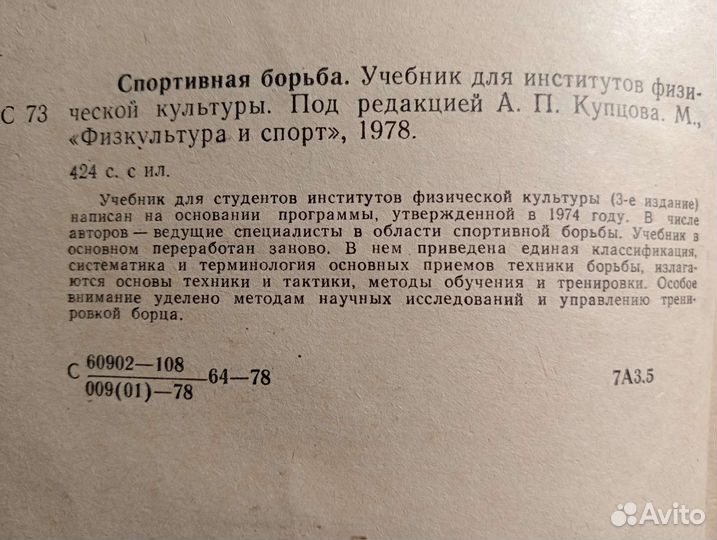 Спортивная борьба. Учебник для институтов физи-
С 73 ческой культуры. Под редакцией А. П. Купцова. М.,
«Физкультура и спорт», 1978.
424 с. с ил.
Учебник для студентов институтов физической культуры (3-е издание)
написан на основании программы, утвержденной в 1974 году. В числе
авторов — ведущие специалисты в области спортивной борьбы. Учебник в
основном переработан заново. В нем приведена единая классификация,
систематика и терминология основных приемов техники борьбы, излага-
ются основы техники и тактики, методы обучения и тренировки. Особое
внимание уделено методам научных исследований и управлению трени-
ровкой борца.
60902—108
С 64—78 7А3.5
009(01)—78
Avito